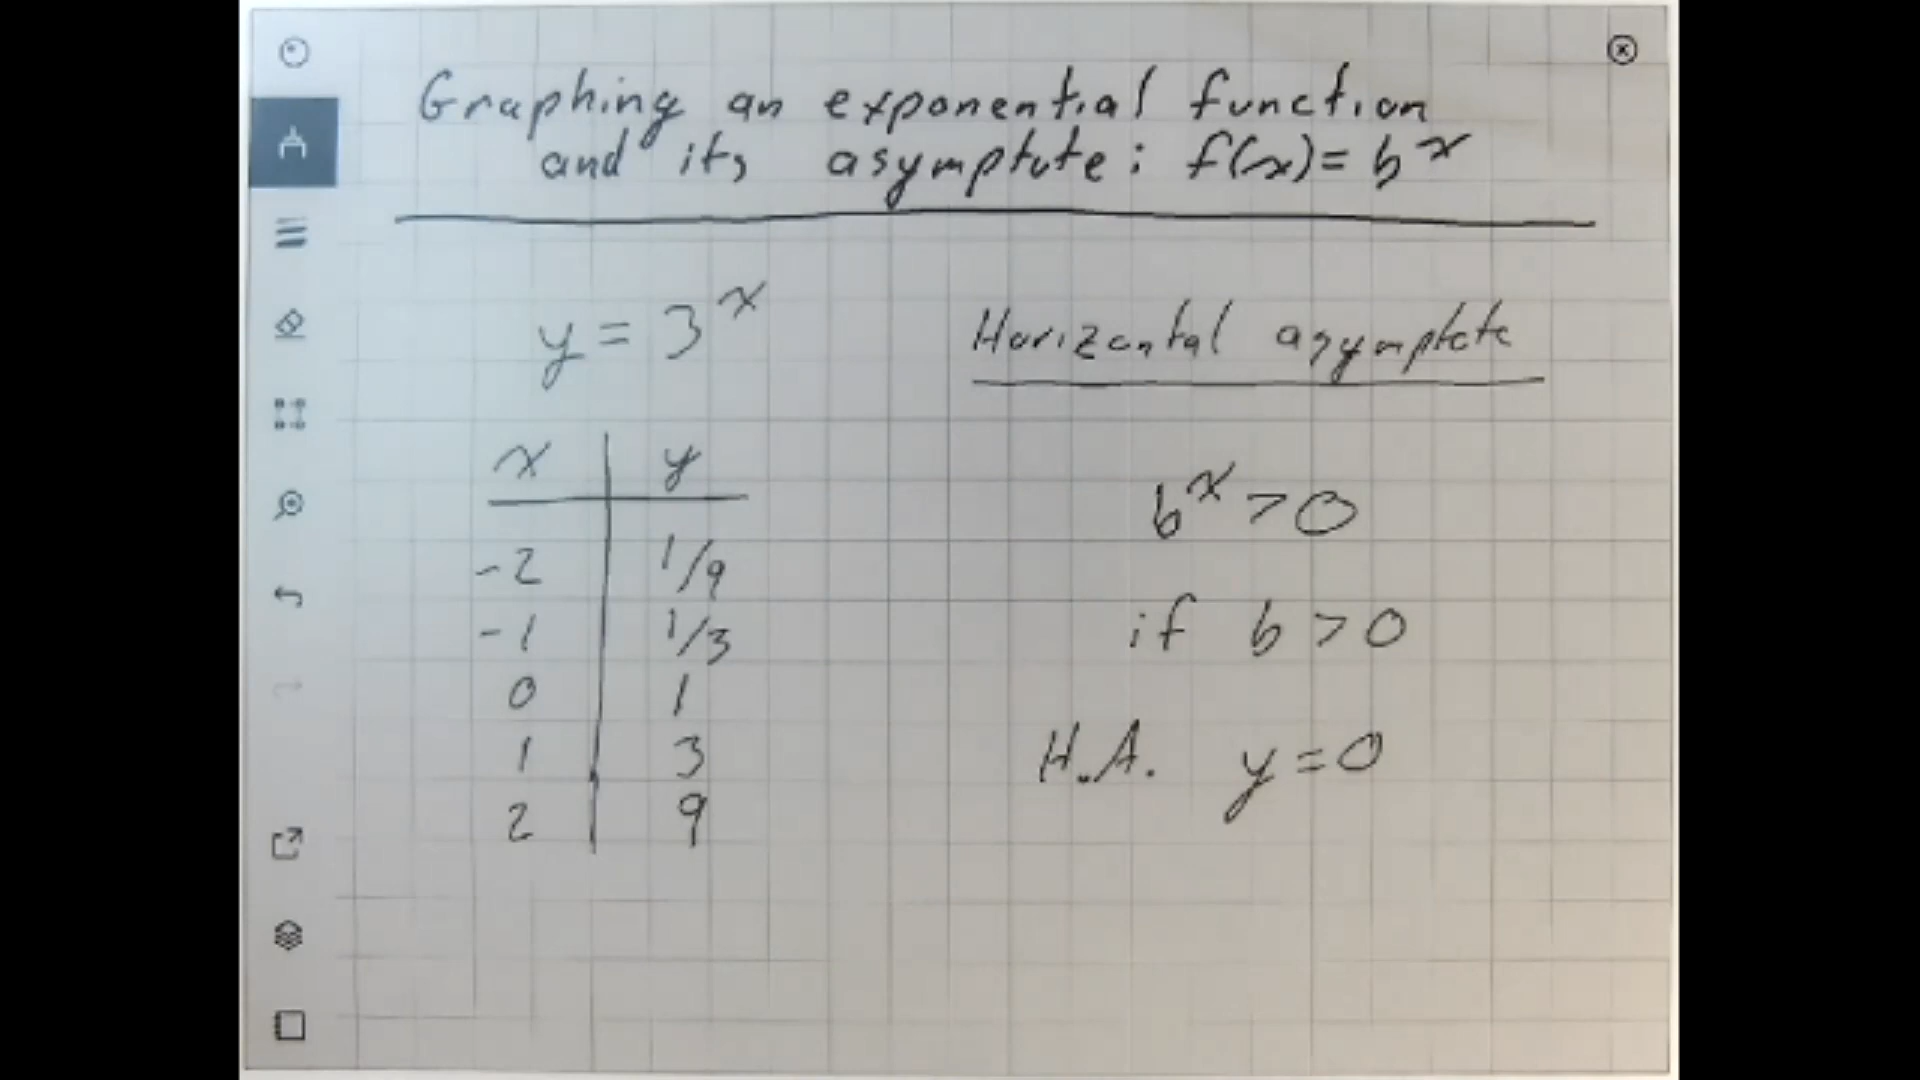 Graphing an exponential function
and its asymptote: f(x)= b^x
y = 3^x
Horizontal asymptote
x y
-2 1/9
-1 1/3
0 1
1 3
2 9
b^x > 0
if b > 0
H.A. y = 0